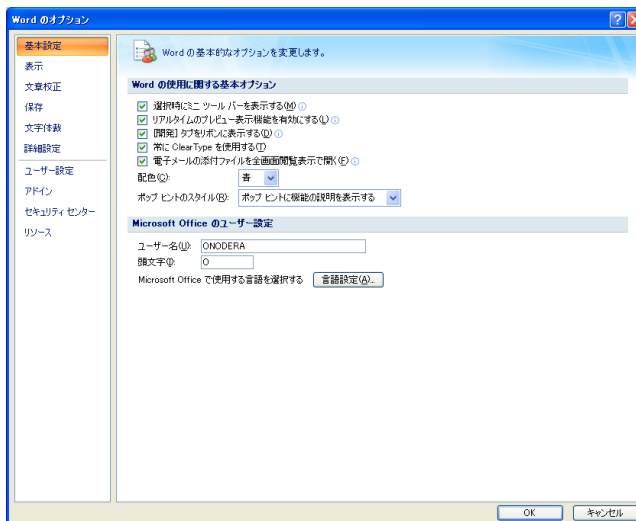 Word のオプション
基本設定
表示
文章校正
保存
文字体裁
詳細設定
ユーザー設定
アドイン
セキュリティ センター
リソース
Word の基本的なオプションを変更します。
Word の使用に関する基本オプション
選択時にミニ ツール バーを表示する(M)
リアルタイムのプレビュー表示機能を有効にする(L)
[開発] タブをリボンに表示する(D)
常に ClearType を使用する(T)
電子メールの添付ファイルを全画面閲覧表示で開く(F)
配色(C): 青
ポップ ヒントのスタイル(R): ポップ ヒントに機能の説明を表示する
Microsoft Office のユーザー設定
ユーザー名(U): ONODERA
頭文字(I): O
Microsoft Office で使用する言語を選択する 言語設定(A)...
OK キャンセル